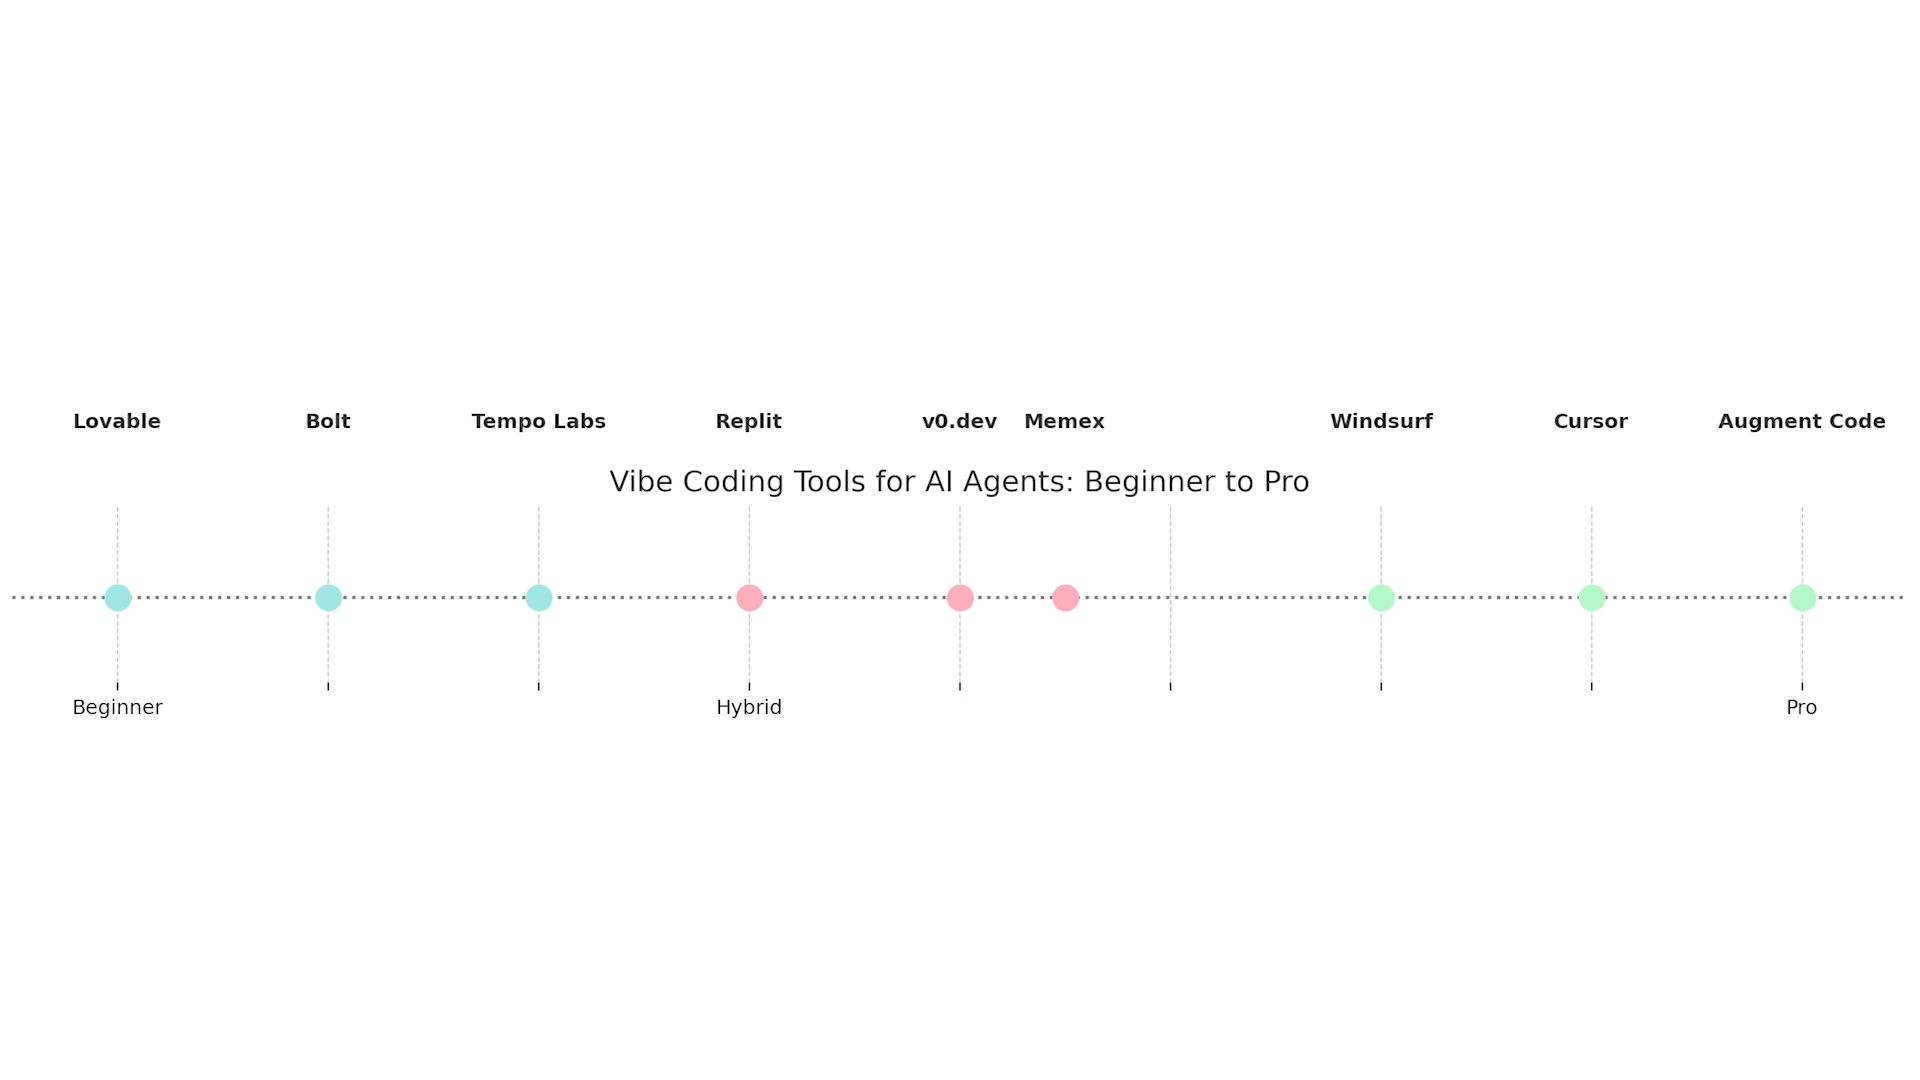 Lovable Bolt Tempo Labs Replit v0.dev Memex Windsurf Cursor Augment Code
Vibe Coding Tools for AI Agents: Beginner to Pro
Beginner Hybrid Pro